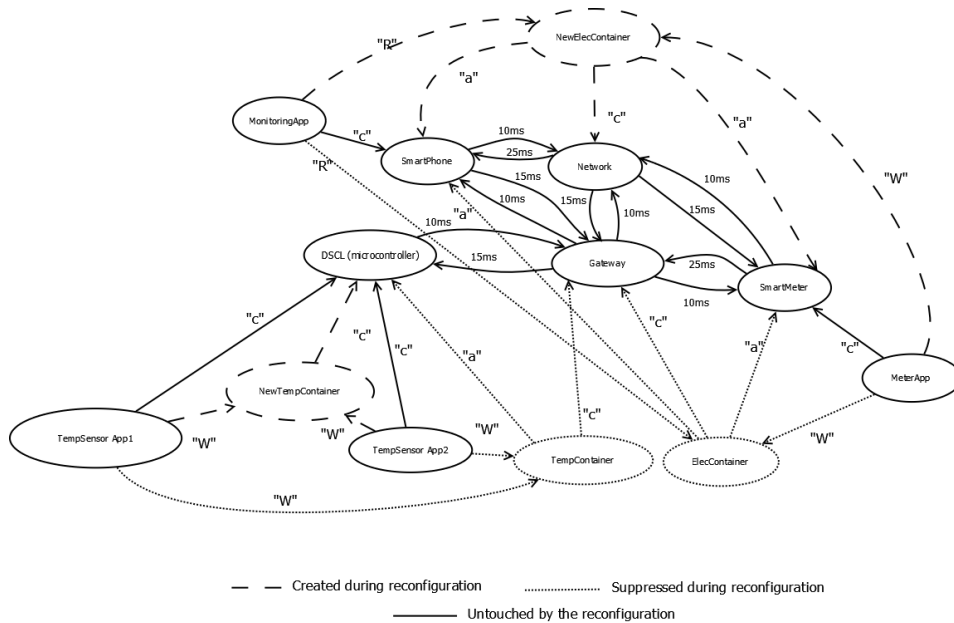 NewElecContainer
"R"
"a"
"c"
"a"
MonitoringApp
"c"
10ms
25ms
SmartPhone
Network
"R"
15ms
10ms
15ms
10ms
10ms
15ms
"W"
"a"
10ms
DSCL (microcontroller)
15ms
Gateway
25ms
10ms
SmartMeter
"c"
"c"
"c"
"a"
"c"
"a"
"c"
NewTempContainer
MeterApp
TempSensor App1
"W"
"W"
TempSensor App2
"W"
"c"
TempContainer
ElecContainer
"W"
"W"
Created during reconfiguration
Suppressed during reconfiguration
Untouched by the reconfiguration